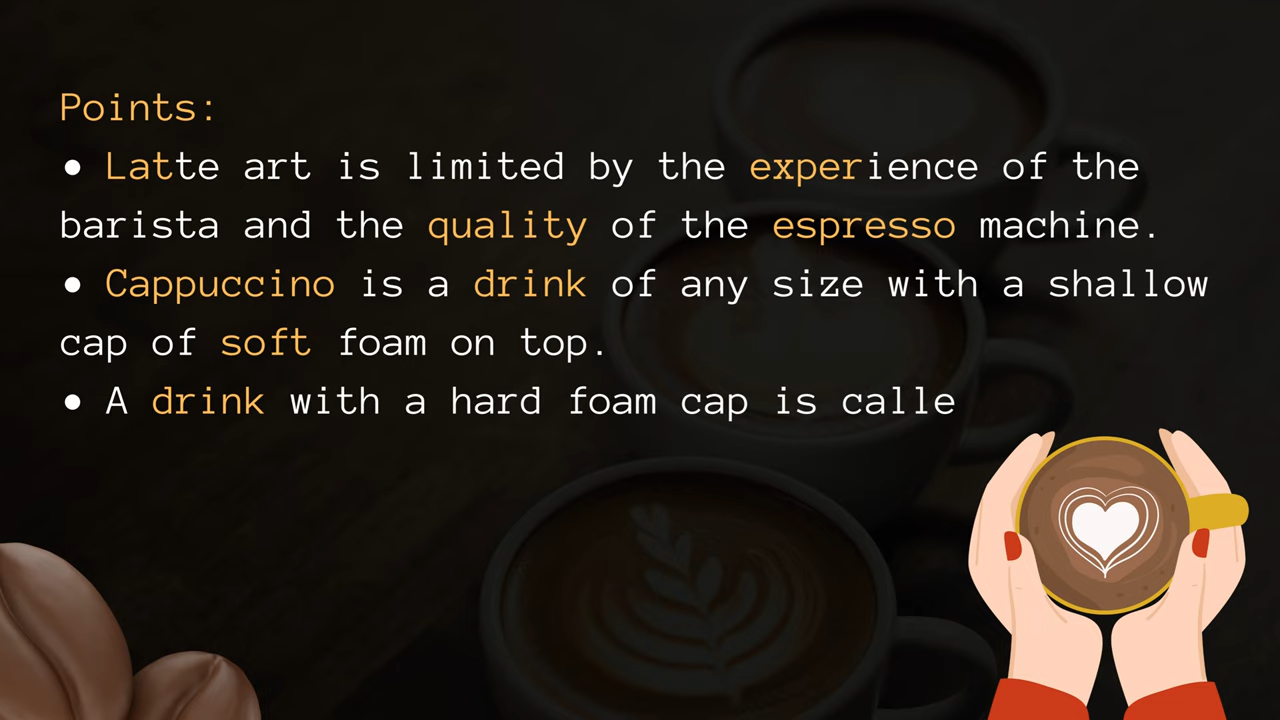 Points:
● Latte art is limited by the experience of the
barista and the quality of the espresso machine.
● Cappuccino is a drink of any size with a shallow
cap of soft foam on top.
● A drink with a hard foam cap is calle